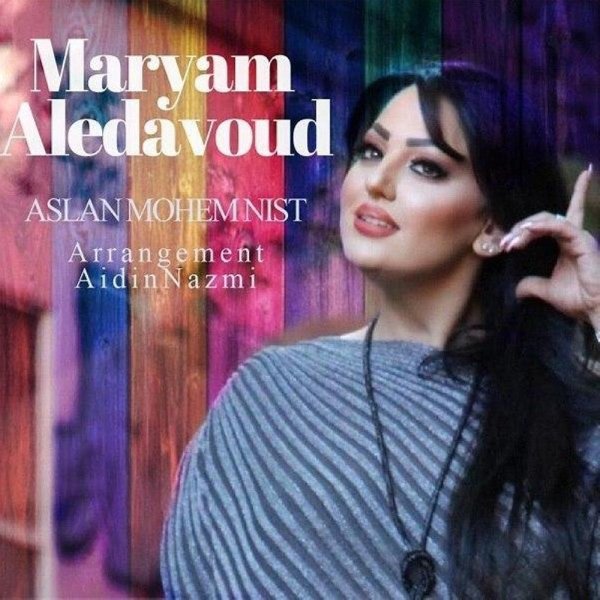 Maryam
Aledavoud
ASLAN MOHEM NIST
Arrangement
AidinNazmi